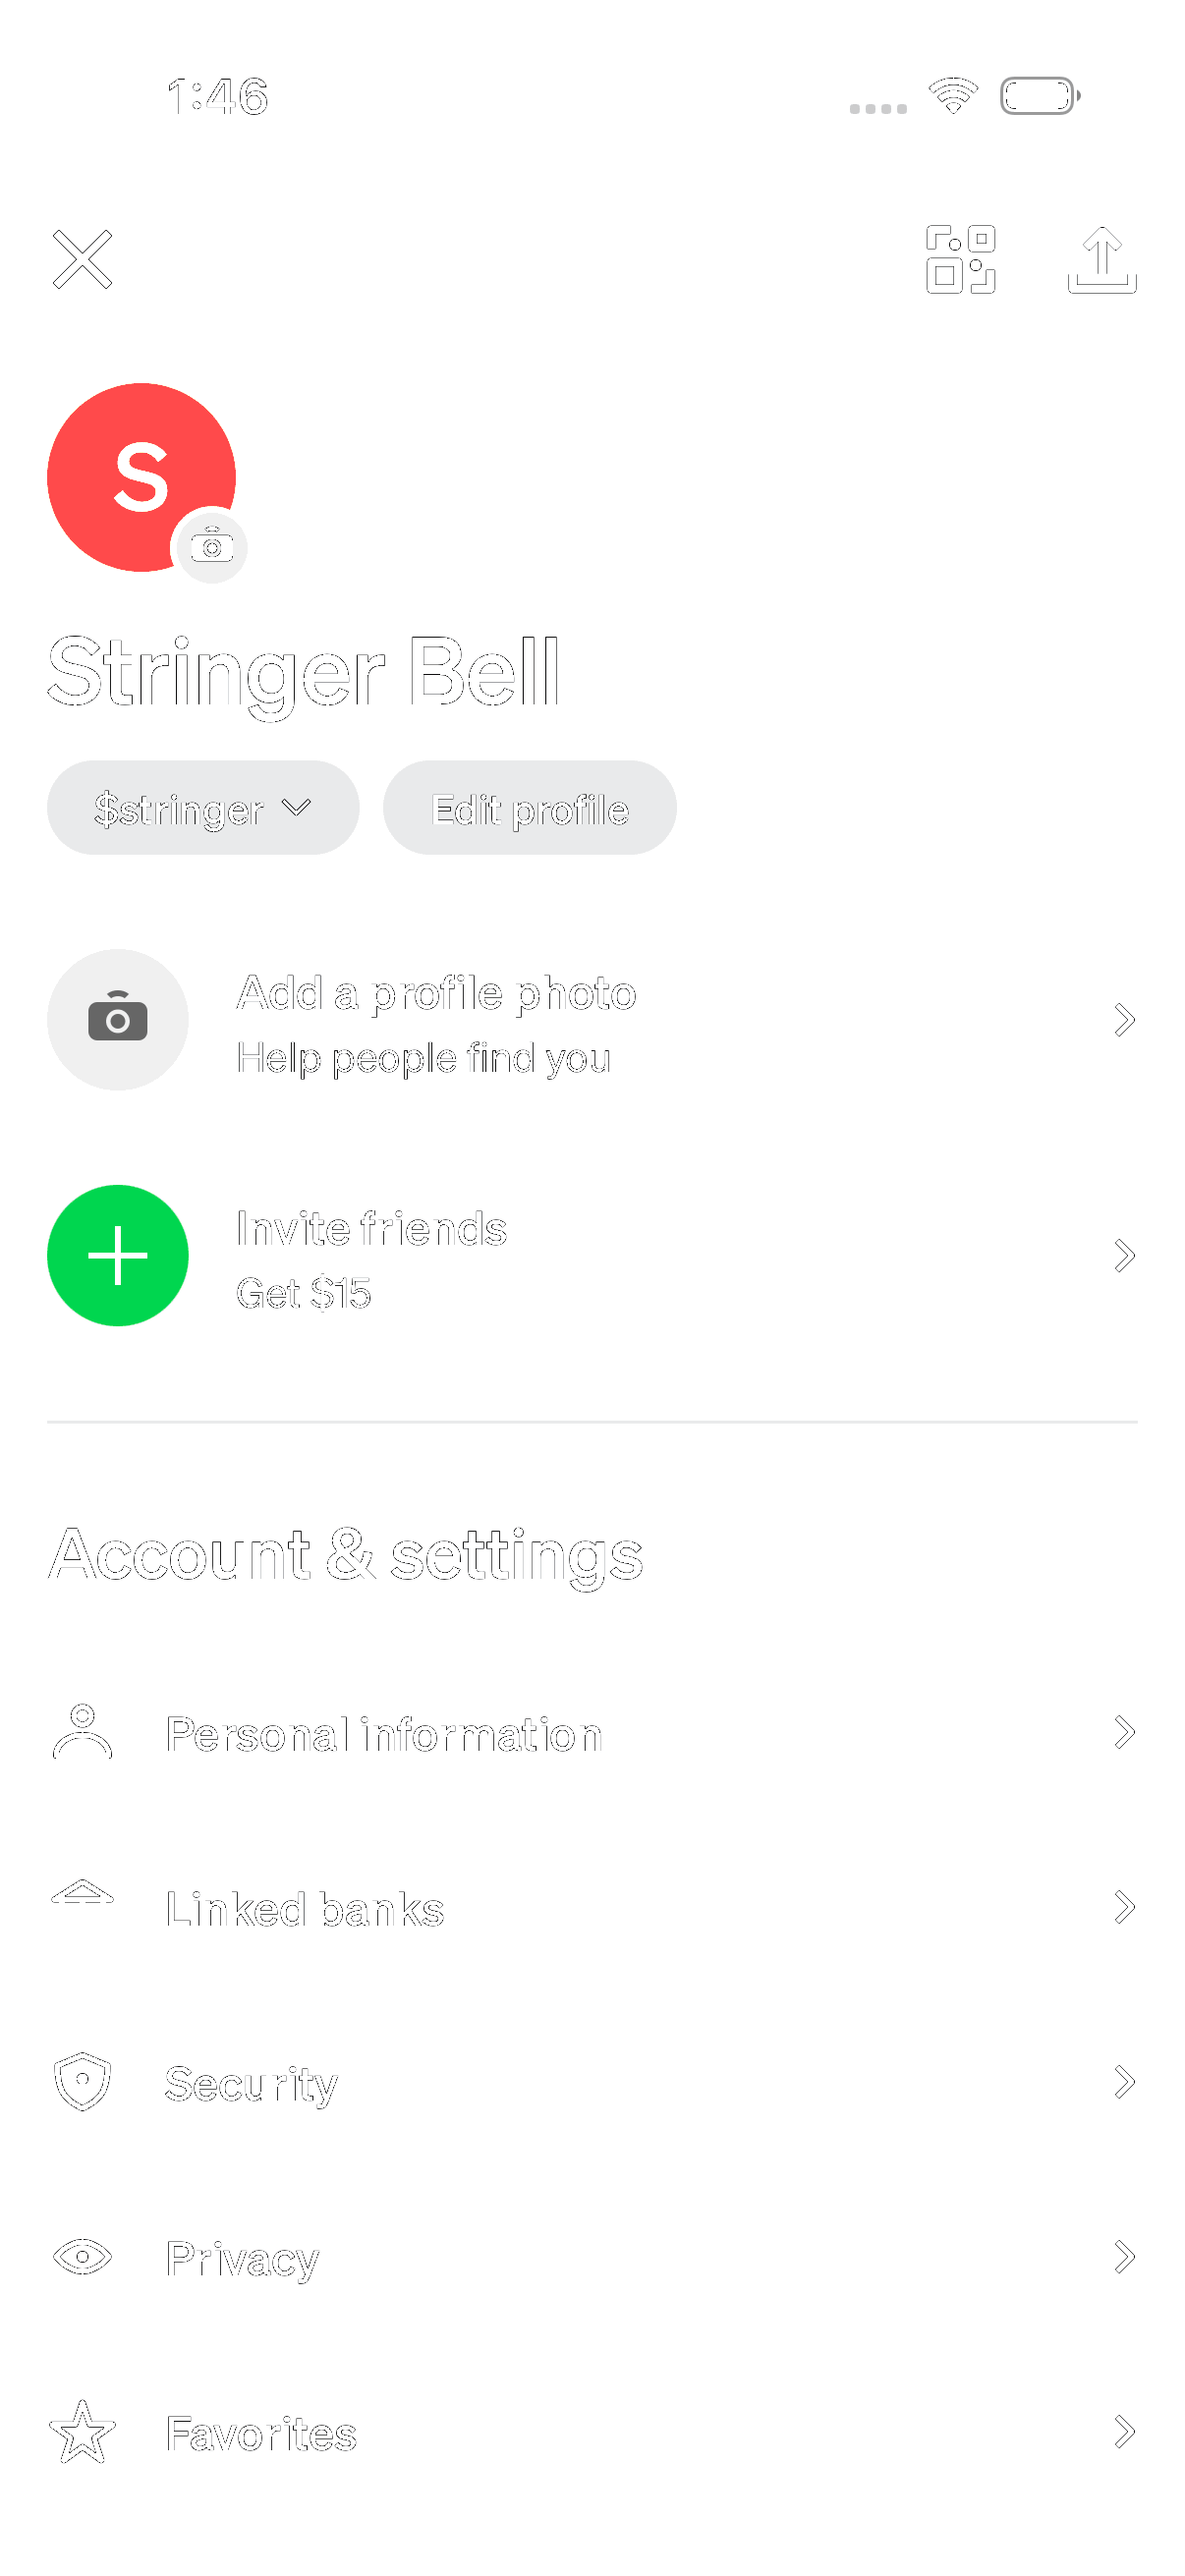 1:46
S
Stringer Bell
$stringer
Edit profile
Add a profile photo
Help people find you
Invite friends
Get $15
Account & settings
Personal information
Linked banks
Security
Privacy
Favorites